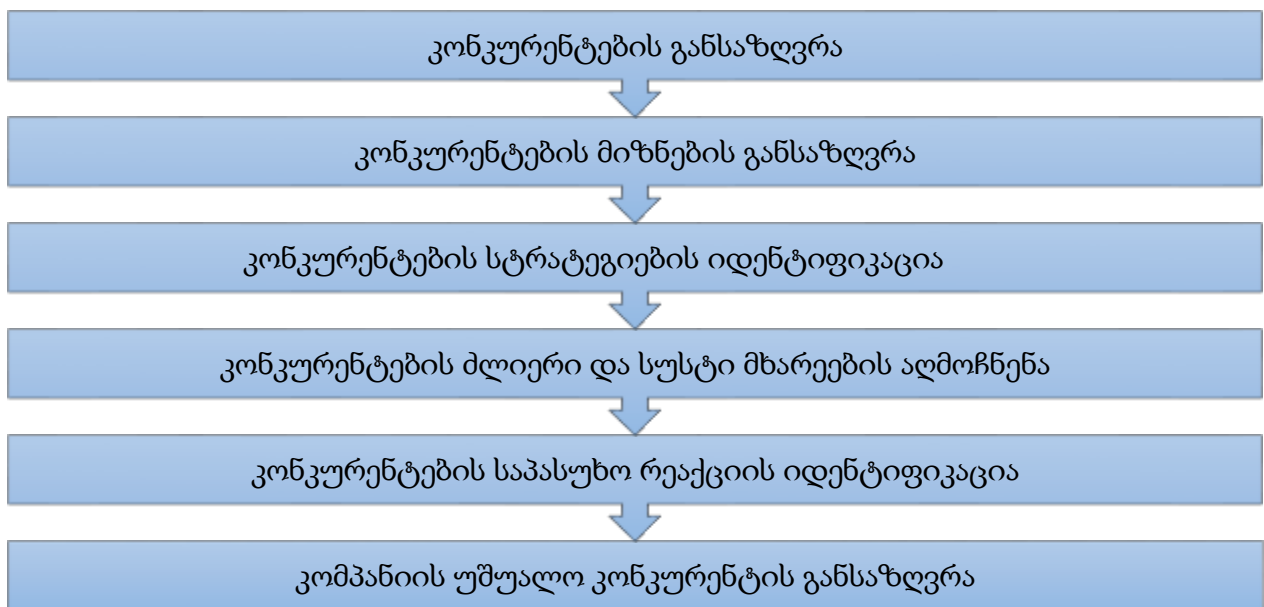 კონკურენტების განსაზღვრა
კონკურენტების მიზნების განსაზღვრა
კონკურენტების სტრატეგიების იდენტიფიკაცია
კონკურენტების ძლიერი და სუსტი მხარეების აღმოჩნენა
კონკურენტების საპასუხო რეაქციის იდენტიფიკაცია
კომპანიის უშუალო კონკურენტის განსაზღვრა